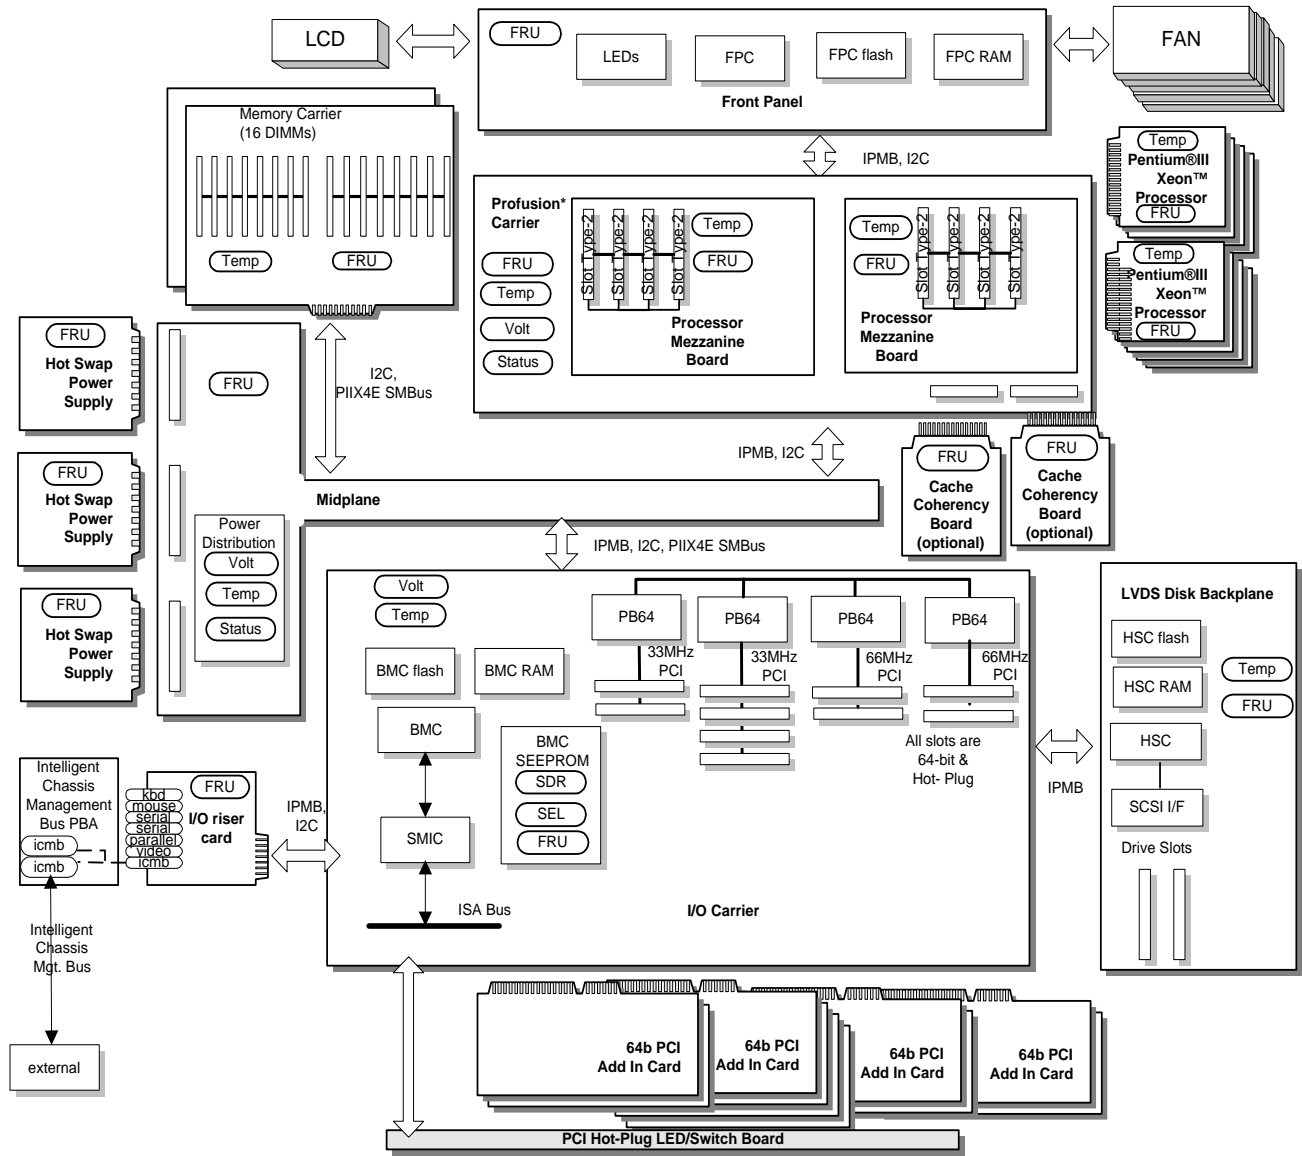 LCD
FRU
LEDs
FPC
FPC flash
FPC RAM
Front Panel
FAN
Memory Carrier
(16 DIMMs)
Temp
FRU
IPMB, I2C
Profusion*
Carrier
FRU
Temp
Volt
Status
Slot Type-2
Slot Type-2
Slot Type-2
Slot Type-2
Temp
FRU
Processor
Mezzanine
Board
Temp
FRU
Slot Type-2
Slot Type-2
Slot Type-2
Slot Type-2
Processor
Mezzanine
Board
Temp
Pentium®III
Xeon™
Processor
FRU
Temp
Pentium®III
Xeon™
Processor
FRU
FRU
Hot Swap
Power
Supply
FRU
Hot Swap
Power
Supply
FRU
Hot Swap
Power
Supply
FRU
I2C,
PIIX4E SMBus
Midplane
Power
Distribution
Volt
Temp
Status
IPMB, I2C
FRU
Cache
Coherency
Board
(optional)
FRU
Cache
Coherency
Board
(optional)
IPMB, I2C, PIIX4E SMBus
Volt
Temp
BMC flash
BMC RAM
BMC
BMC
SEEPROM
SDR
SEL
FRU
SMIC
ISA Bus
PB64
PB64
PB64
PB64
33MHz
PCI
33MHz
PCI
66MHz
PCI
66MHz
PCI
All slots are
64-bit &
Hot- Plug
I/O Carrier
IPMB
LVDS Disk Backplane
HSC flash
HSC RAM
Temp
FRU
HSC
SCSI I/F
Drive Slots
Intelligent
Chassis
Management
Bus PBA
icmb
icmb
FRU
kbd
mouse
serial
serial
parallel
video
icmb
I/O riser
card
IPMB,
I2C
Intelligent
Chassis
Mgt. Bus
external
64b PCI
Add In Card
64b PCI
Add In Card
64b PCI
Add In Card
64b PCI
Add In Card
PCI Hot-Plug LED/Switch Board